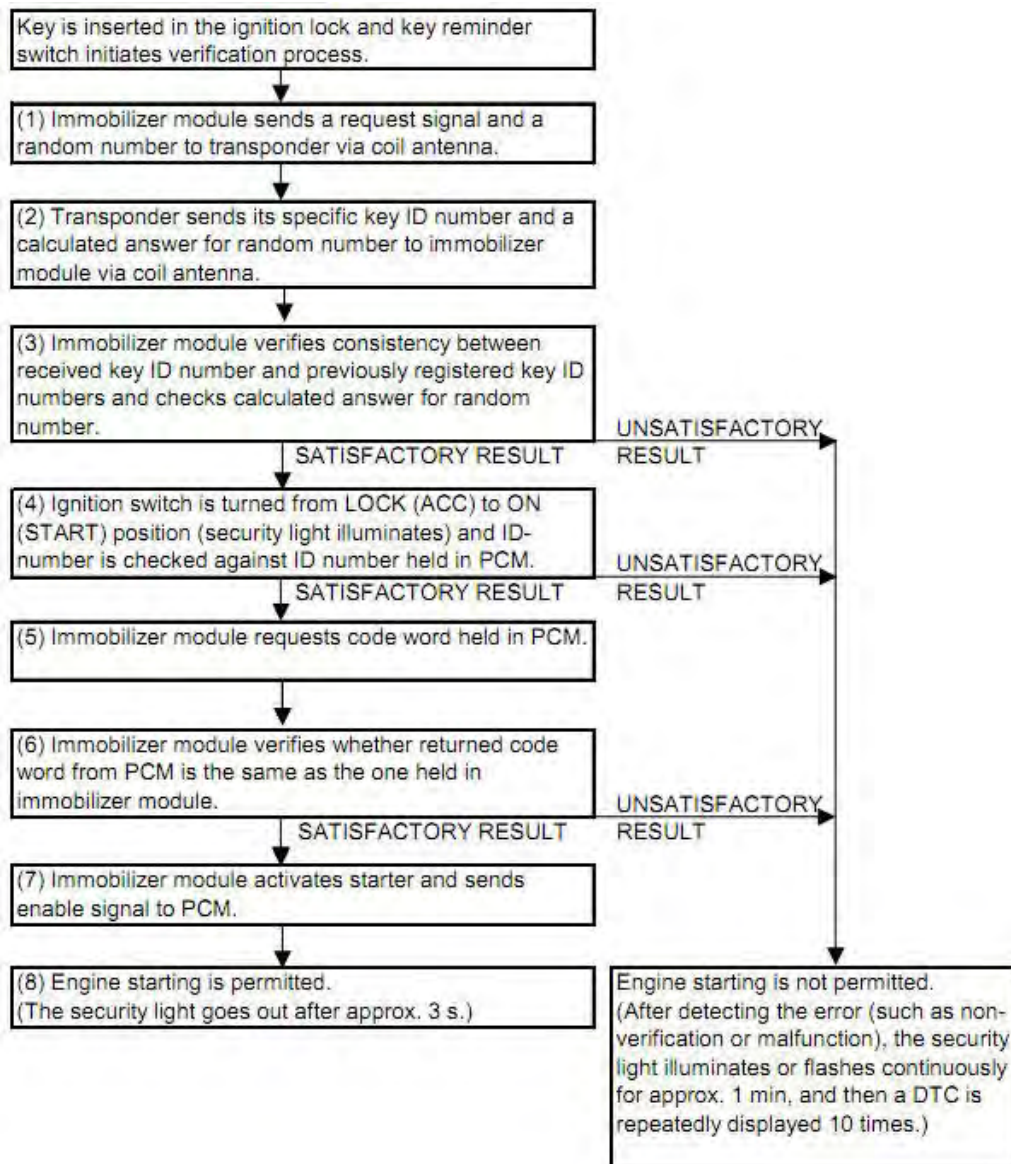 Key is inserted in the ignition lock and key reminder
switch initiates verification process.
(1) Immobilizer module sends a request signal and a
random number to transponder via coil antenna.
(2) Transponder sends its specific key ID number and a
calculated answer for random number to immobilizer
module via coil antenna.
(3) Immobilizer module verifies consistency between
received key ID number and previously registered key ID
numbers and checks calculated answer for random
number.
UNSATISFACTORY
SATISFACTORY RESULT
RESULT
(4) Ignition switch is turned from LOCK (ACC) to ON
(START) position (security light illuminates) and ID-
number is checked against ID number held in PCM.
UNSATISFACTORY
SATISFACTORY RESULT
RESULT
(5) Immobilizer module requests code word held in PCM.
(6) Immobilizer module verifies whether returned code
word from PCM is the same as the one held in
immobilizer module.
UNSATISFACTORY
SATISFACTORY RESULT
RESULT
(7) Immobilizer module activates starter and sends
enable signal to PCM.
(8) Engine starting is permitted.
(The security light goes out after approx. 3 s.)
Engine starting is not permitted.
(After detecting the error (such as non-
verification or malfunction), the security
light illuminates or flashes continuously
for approx. 1 min, and then a DTC is
repeatedly displayed 10 times.)